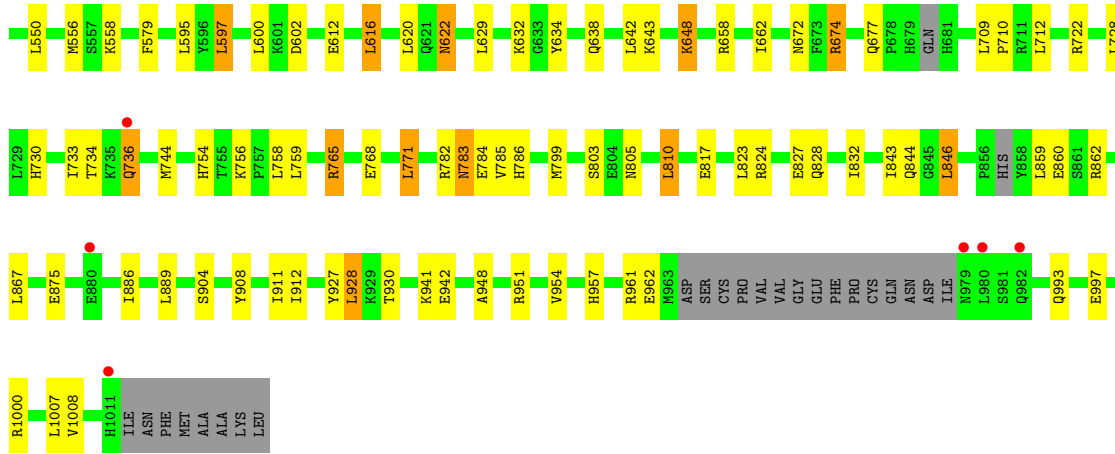 L550 M556 S557 K558 F579 L595 Y596 L597 L600 K601 D602 E612 L616 L620 Q621 N622 L629 K632 G633 Y634 Q638 L642 K643 K648 R658 I662 N672 F673 R674 Q677 P678 H679 GLN H681 L709 P710 R711 L712 R722
L729 H730 I733 T734 K735 Q736 M744 H754 T755 K756 P757 L758 L759 R765 E768 L771 R782 N783 E784 V785 H786 M799 S803 E804 N805 L810 E817 L823 R824 E827 Q828 I832 I843 Q844 G845 L846 P856 HIS Y858 L859 E860 S861 R862
L867 E875 E880 I886 L889 S904 Y908 I911 I912 Y927 L928 K929 T930 K941 E942 A948 R951 V954 H957 R961 E962 M963 ASP SER CYS PRO VAL VAL GLY GLU PHE PRO CYS GLN ASN ASP ILE N979 L980 S981 Q982 Q993 E997
R1000 L1007 V1008 H1011 ILE ASN PHE MET ALA ALA LYS LEU